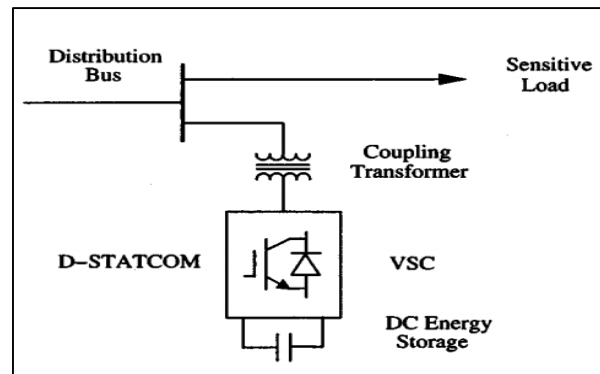 Distribution
Bus
Sensitive
Load
Coupling
Transformer
D–STATCOM
VSC
DC Energy
Storage